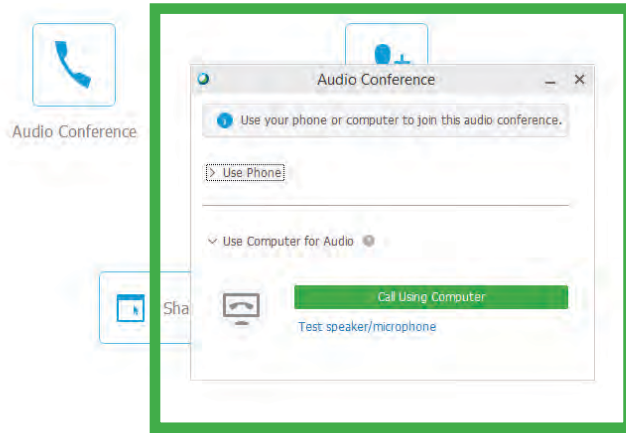 Audio Conference
Audio Conference
Use your phone or computer to join this audio conference.
Use Phone
Use Computer for Audio
Call Using Computer
Test speaker/microphone
Sha